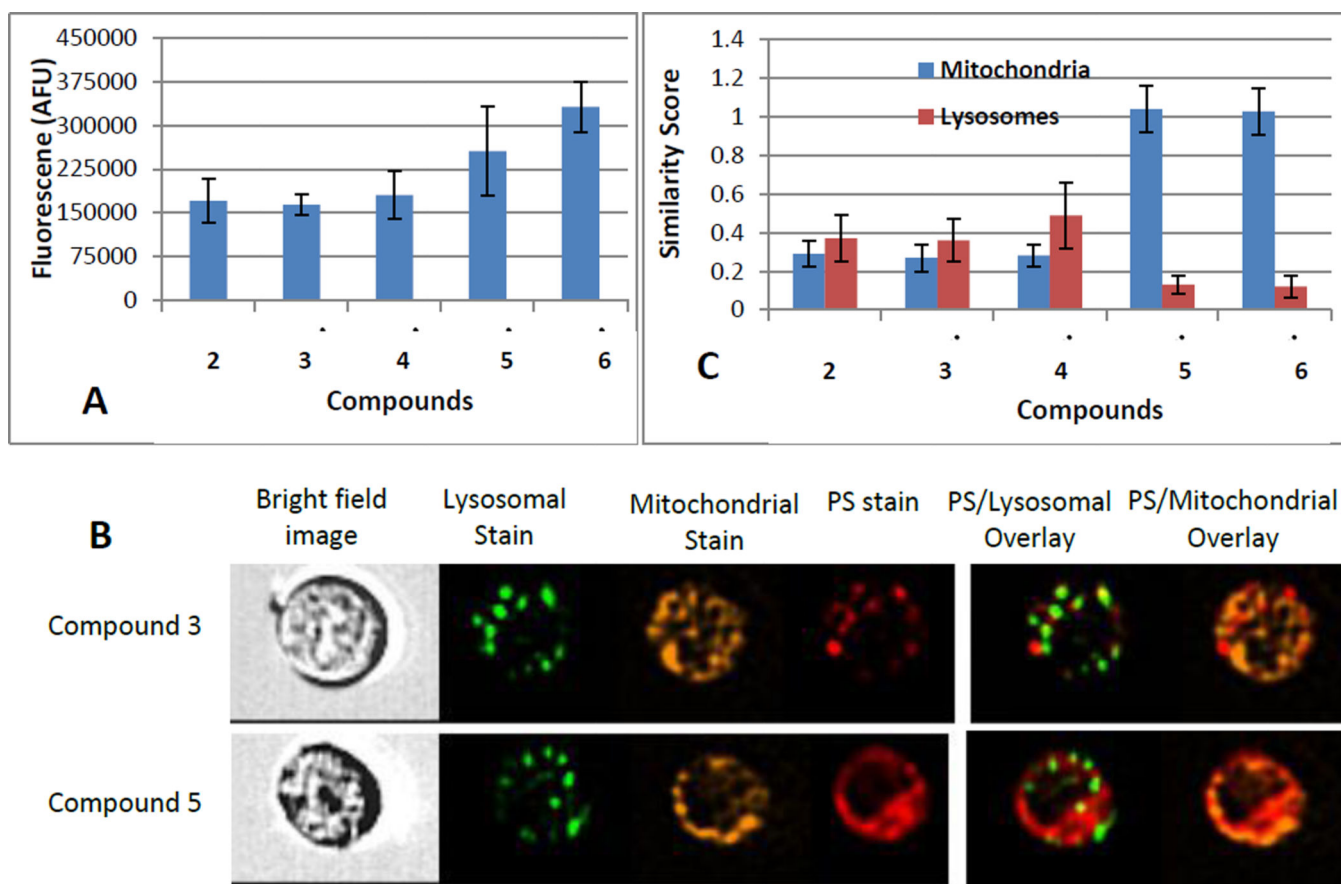 450000
375000
300000
225000
150000
75000
0
Fluorescene (AFU)
2 3 4 5 6
Compounds
A
1.4
1.2
1
0.8
0.6
0.4
0.2
0
Similarity Score
Mitochondria
Lysosomes
2 3 4 5 6
Compounds
C
B
Bright field
image
Lysosomal
Stain
Mitochondrial
Stain
PS stain
PS/Lysosomal
Overlay
PS/Mitochondrial
Overlay
Compound 3
Compound 5